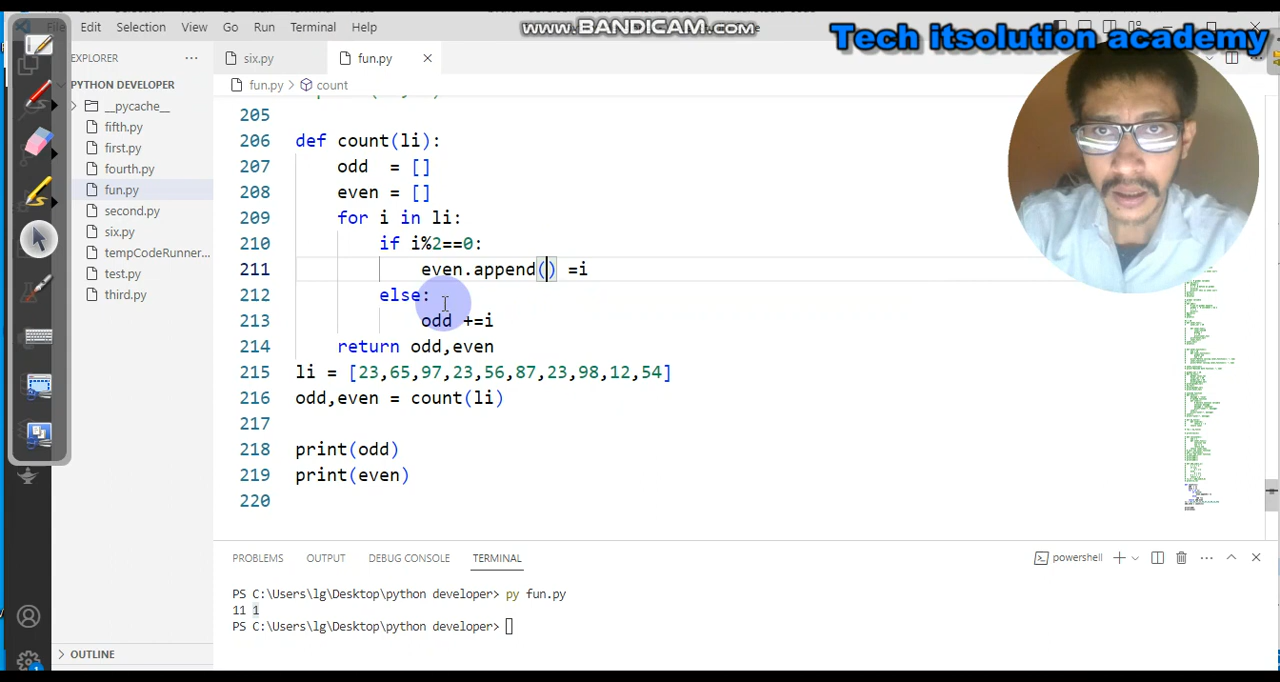 File Edit Selection View Go Run Terminal Help
www.BANDICAM.com
Tech itsolution academy
EXPLORER ...
six.py fun.py
PYTHON DEVELOPER
fun.py > count
__pycache__
fifth.py
first.py
fourth.py
fun.py
second.py
six.py
tempCodeRunner...
test.py
third.py
205
206 def count(li):
207 odd = []
208 even = []
209 for i in li:
210 if i%2==0:
211 even.append() =i
212 else:
213 odd +=i
214 return odd,even
215 li = [23,65,97,23,56,87,23,98,12,54]
216 odd,even = count(li)
217
218 print(odd)
219 print(even)
220
PROBLEMS OUTPUT DEBUG CONSOLE TERMINAL
powershell
PS C:\Users\lg\Desktop\python developer> py fun.py
11 1
PS C:\Users\lg\Desktop\python developer>
OUTLINE